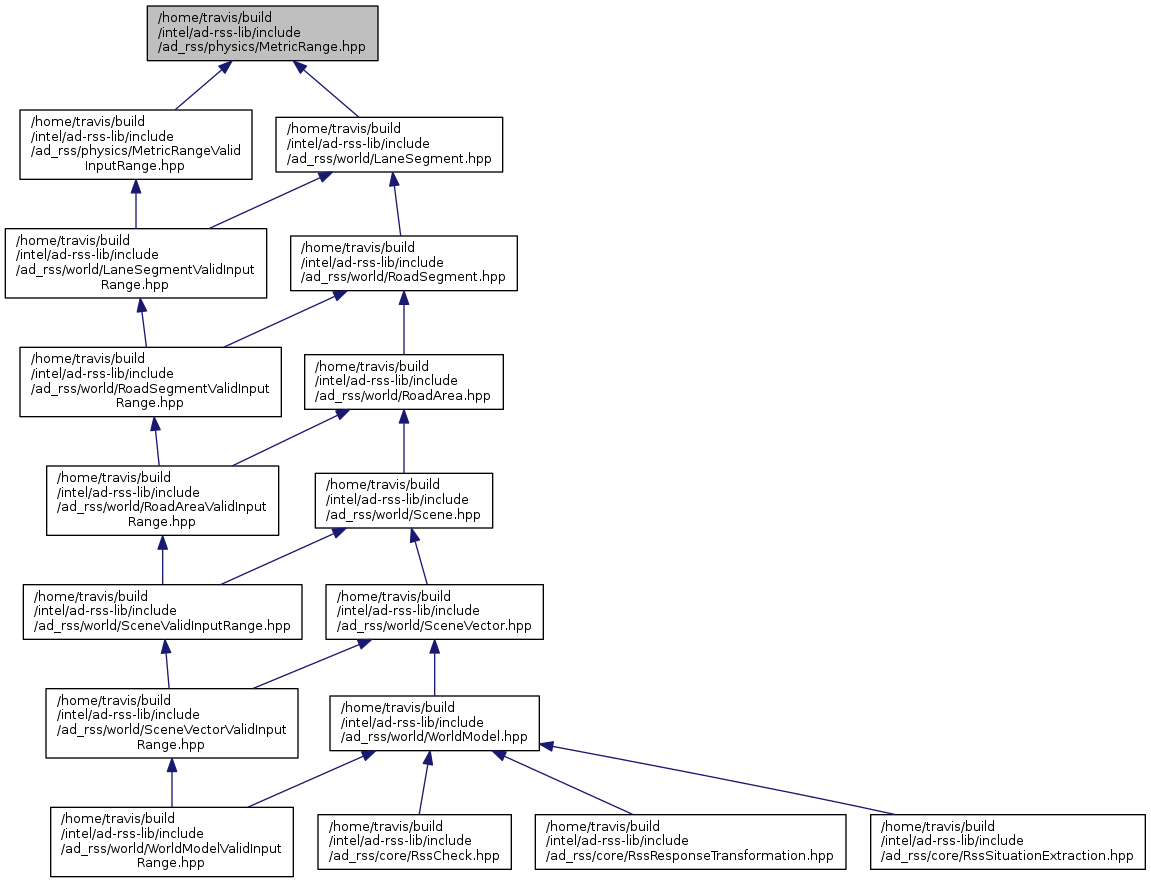 /home/travis/build
/intel/ad-rss-lib/include
/ad_rss/physics/MetricRange.hpp
/home/travis/build
/intel/ad-rss-lib/include
/ad_rss/physics/MetricRangeValid
InputRange.hpp
/home/travis/build
/intel/ad-rss-lib/include
/ad_rss/world/LaneSegment.hpp
/home/travis/build
/intel/ad-rss-lib/include
/ad_rss/world/LaneSegmentValidInput
Range.hpp
/home/travis/build
/intel/ad-rss-lib/include
/ad_rss/world/RoadSegment.hpp
/home/travis/build
/intel/ad-rss-lib/include
/ad_rss/world/RoadSegmentValidInput
Range.hpp
/home/travis/build
/intel/ad-rss-lib/include
/ad_rss/world/RoadArea.hpp
/home/travis/build
/intel/ad-rss-lib/include
/ad_rss/world/RoadAreaValidInput
Range.hpp
/home/travis/build
/intel/ad-rss-lib/include
/ad_rss/world/Scene.hpp
/home/travis/build
/intel/ad-rss-lib/include
/ad_rss/world/SceneValidInputRange.hpp
/home/travis/build
/intel/ad-rss-lib/include
/ad_rss/world/SceneVector.hpp
/home/travis/build
/intel/ad-rss-lib/include
/ad_rss/world/SceneVectorValidInput
Range.hpp
/home/travis/build
/intel/ad-rss-lib/include
/ad_rss/world/WorldModel.hpp
/home/travis/build
/intel/ad-rss-lib/include
/ad_rss/world/WorldModelValidInput
Range.hpp
/home/travis/build
/intel/ad-rss-lib/include
/ad_rss/core/RssCheck.hpp
/home/travis/build
/intel/ad-rss-lib/include
/ad_rss/core/RssResponseTransformation.hpp
/home/travis/build
/intel/ad-rss-lib/include
/ad_rss/core/RssSituationExtraction.hpp